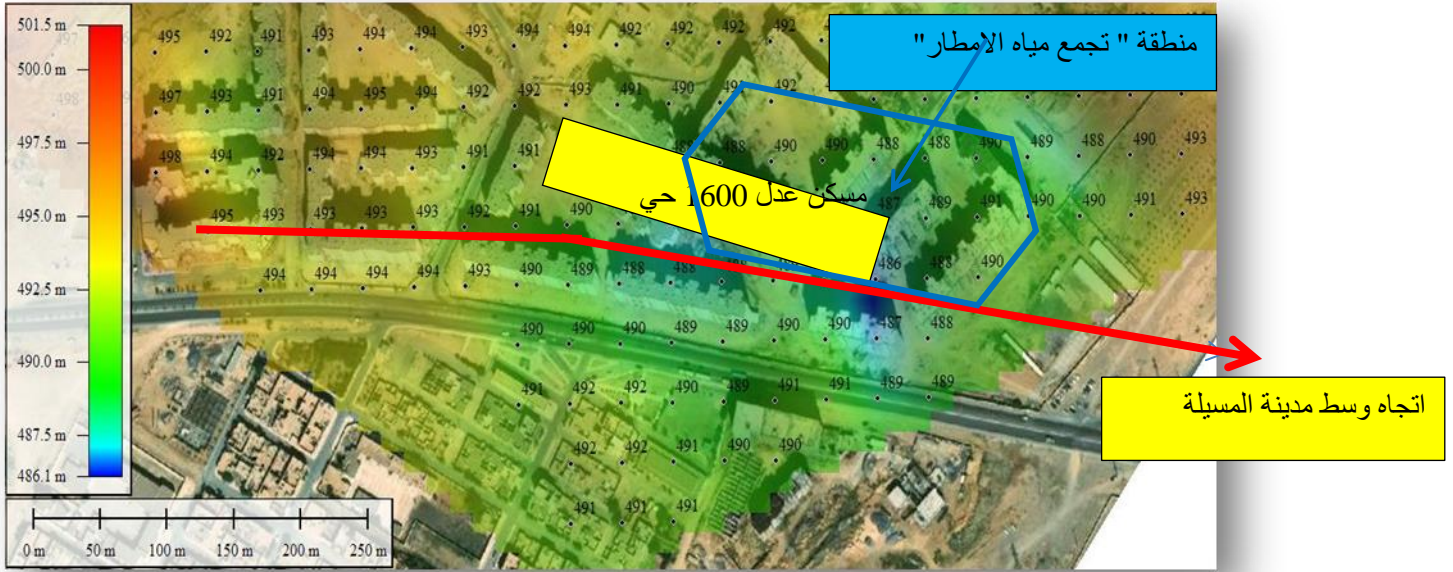 501.5 m
500.0 m
497.5 m
495.0 m
492.5 m
490.0 m
487.5 m
486.1 m
منطقة " تجمع مياه الامطار"
495 492 491 493 494 494 493 494 494 492 492 492 492
497 493 491 494 495 494 492 492 493 491 490 491 492
498 494 492 494 494 493 491 491 488 490 490 488 488 490 489 488 490 493
مسكن عدل 1600 حي
495 493 493 493 492 491 490 487 489 491 490 490 491 493
494 494 494 494 493 490 489 488 488 486 488 490
490 490 490 489 489 490 490 487 488
491 492 492 490 489 491 491 489 489
اتجاه وسط مدينة المسيلة
492 492 491 490 490
491 491 491
0 m 50 m 100 m 150 m 200 m 250 m